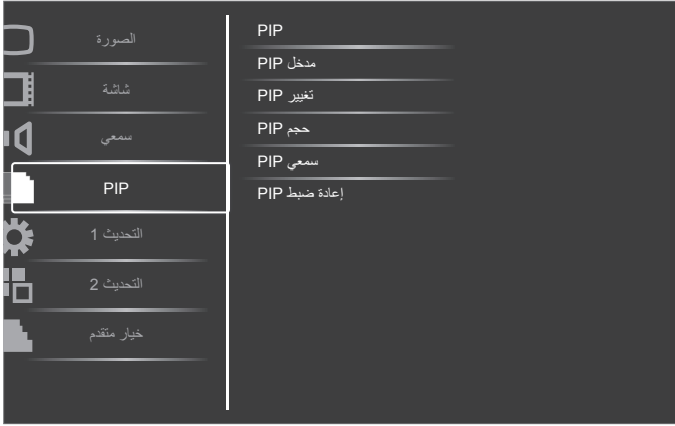 الصورة
شاشة
سمعي
PIP
التحديث 1
التحديث 2
خيار متقدم
PIP
مدخل PIP
تغيير PIP
حجم PIP
سمعي PIP
إعادة ضبط PIP